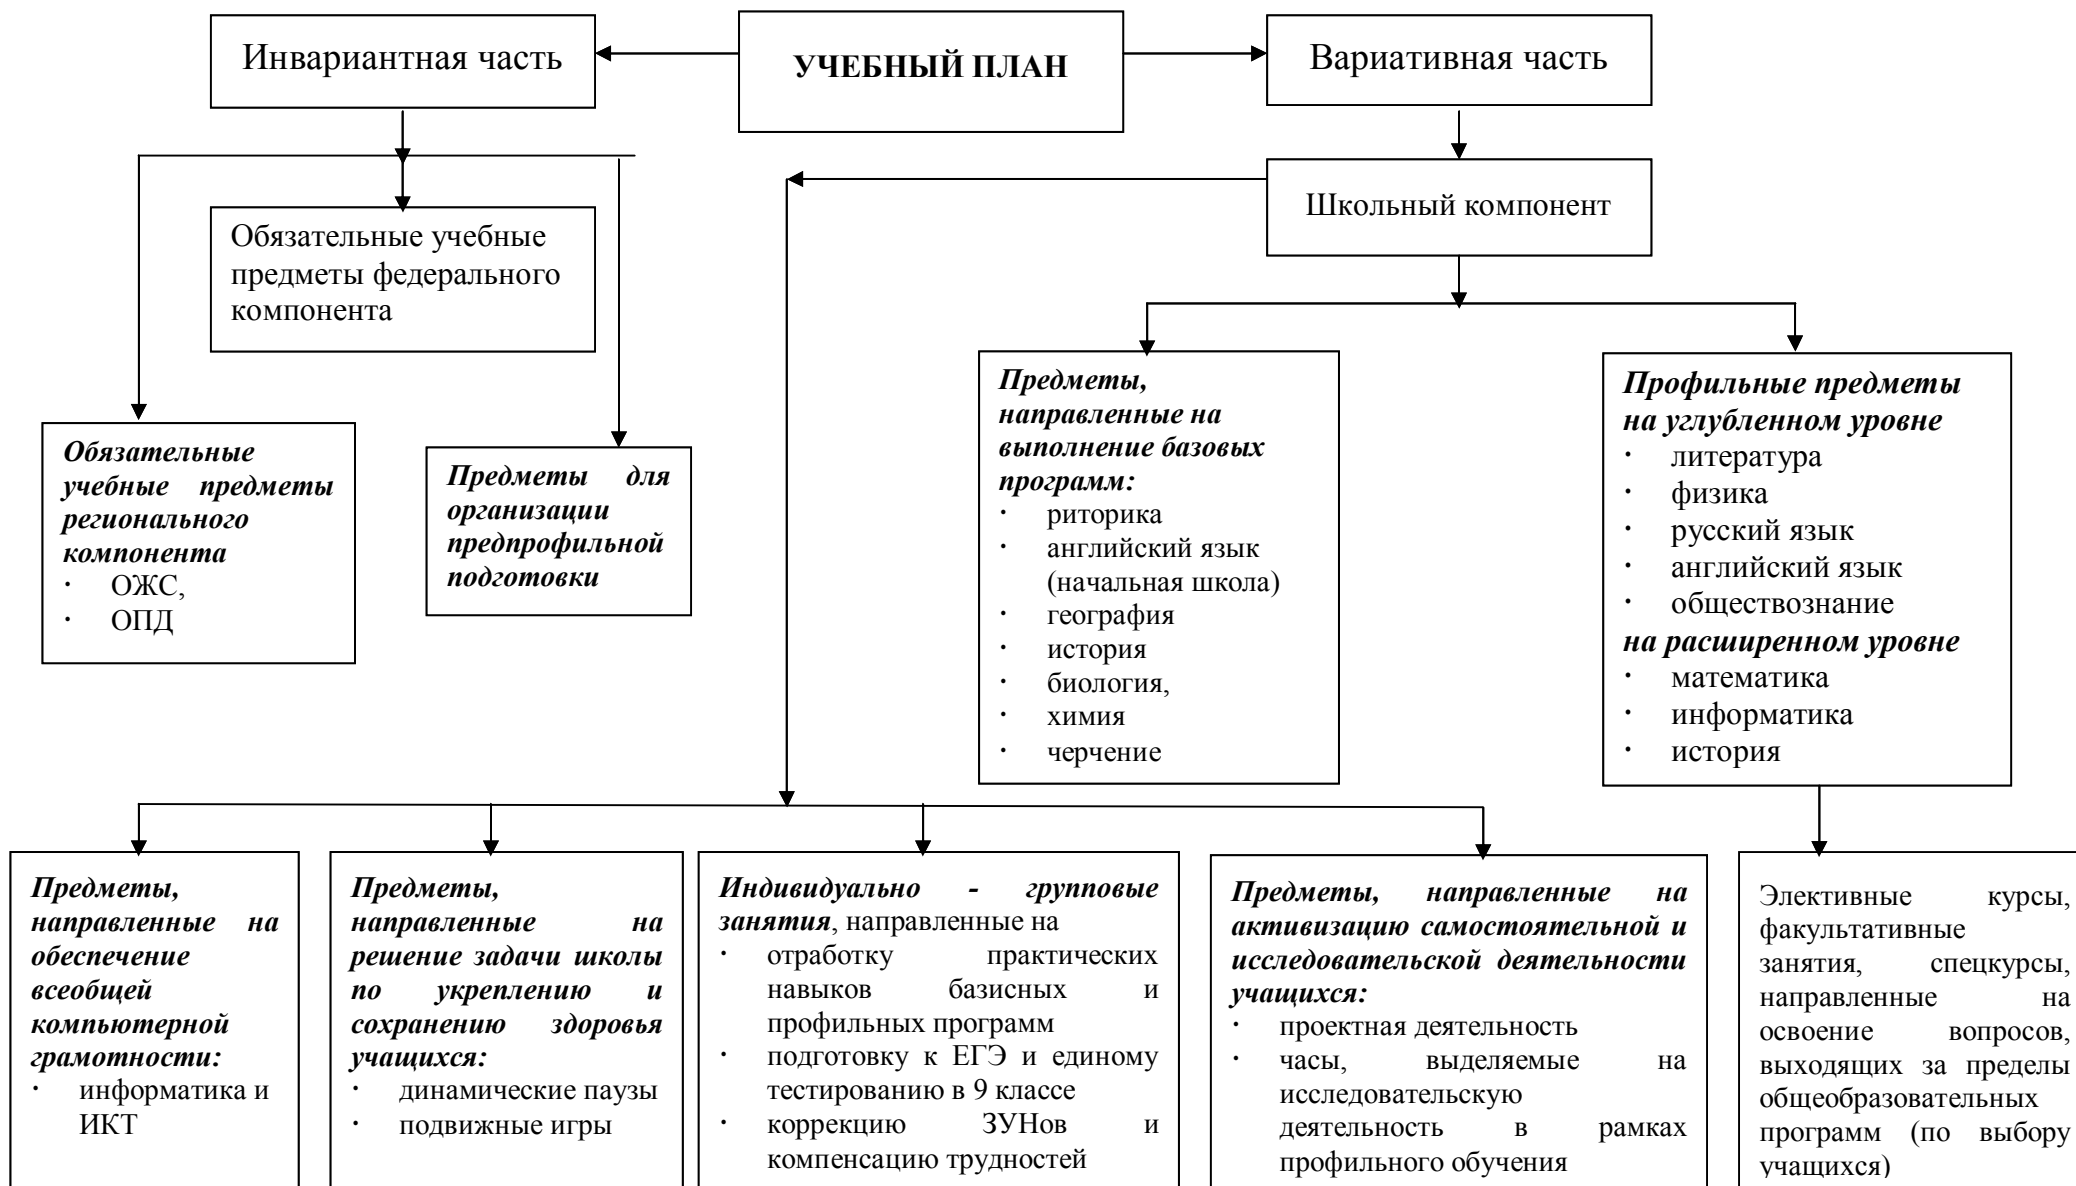 Инвариантная часть
УЧЕБНЫЙ ПЛАН
Вариативная часть
Школьный компонент
Обязательные учебные
предметы федерального
компонента
Обязательные
учебные предметы
регионального
компонента
· ОЖС,
· ОПД
Предметы для
организации
предпрофильной
подготовки
Предметы,
направленные на
выполнение базовых
программ:
· риторика
· английский язык
(начальная школа)
· география
· история
· биология,
· химия
· черчение
Профильные предметы
на углубленном уровне
· литература
· физика
· русский язык
· английский язык
· обществознание
на расширенном уровне
· математика
· информатика
· история
Предметы,
направленные на
обеспечение
всеобщей
компьютерной
грамотности:
· информатика и
ИКТ
Предметы,
направленные на
решение задачи школы
по укреплению и
сохранению здоровья
учащихся:
· динамические паузы
· подвижные игры
Индивидуально - групповые
занятия, направленные на
· отработку практических
навыков базисных и
профильных программ
· подготовку к ЕГЭ и единому
тестированию в 9 классе
· коррекцию ЗУНов и
компенсацию трудностей
Предметы, направленные на
активизацию самостоятельной и
исследовательской деятельности
учащихся:
· проектная деятельность
· часы, выделяемые на
исследовательскую
деятельность в рамках
профильного обучения
Элективные курсы,
факультативные
занятия, спецкурсы,
направленные на
освоение вопросов,
выходящих за пределы
общеобразовательных
программ (по выбору
учащихся)